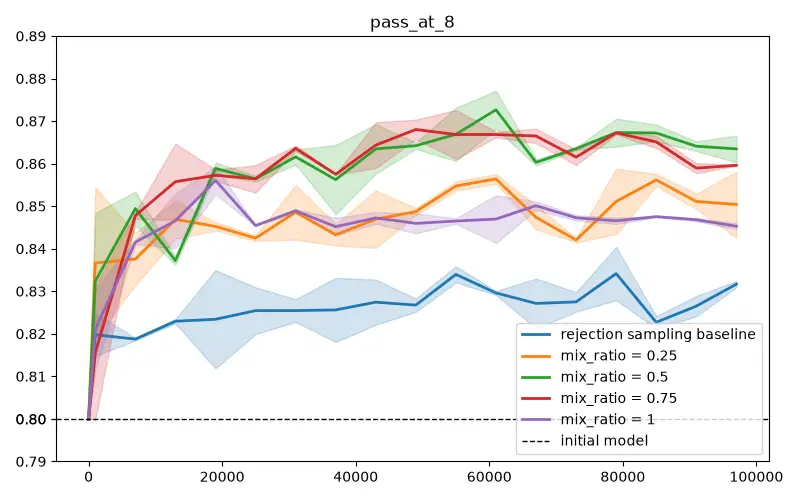 pass_at_8
0.89
0.88
0.87
0.86
0.85
0.84
0.83
0.82
0.81
0.80
0.79
rejection sampling baseline
mix_ratio = 0.25
mix_ratio = 0.5
mix_ratio = 0.75
mix_ratio = 1
initial model
0
20000
40000
60000
80000
100000